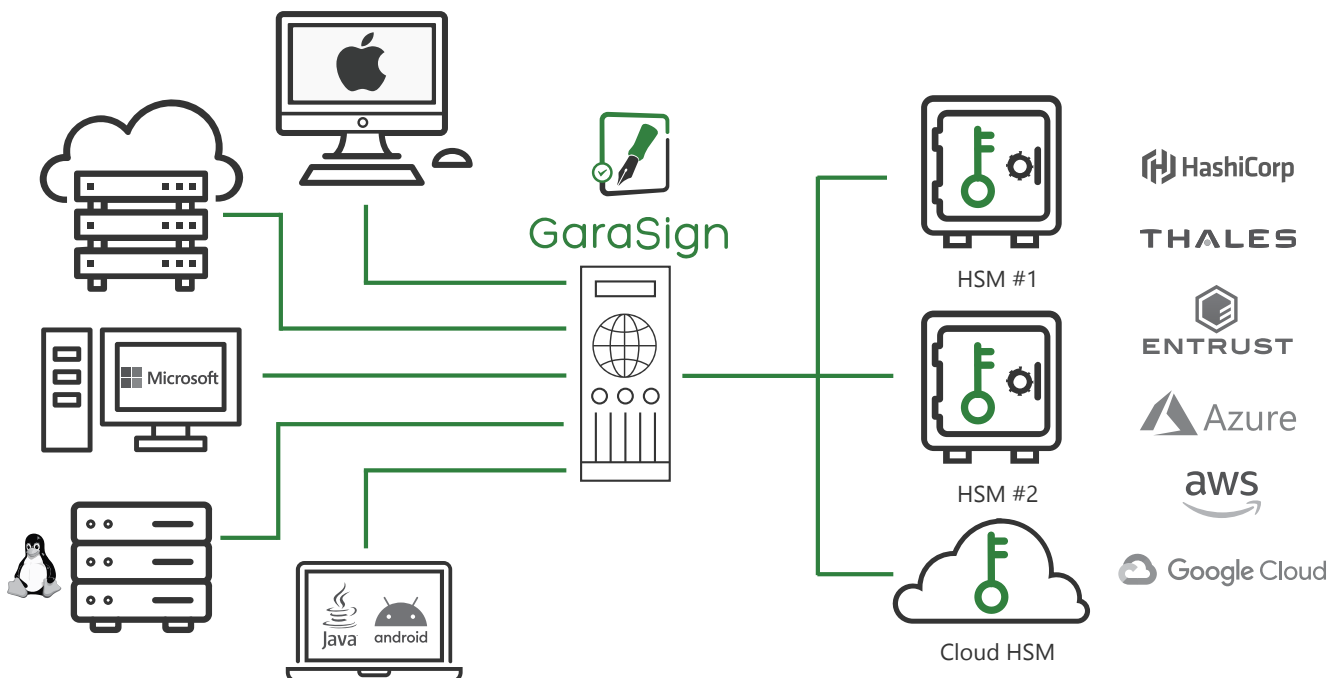 GaraSign
HSM #1
HashiCorp
THALES
ENTRUST
Microsoft
HSM #2
Azure
aws
Java
android
Google Cloud
Cloud HSM